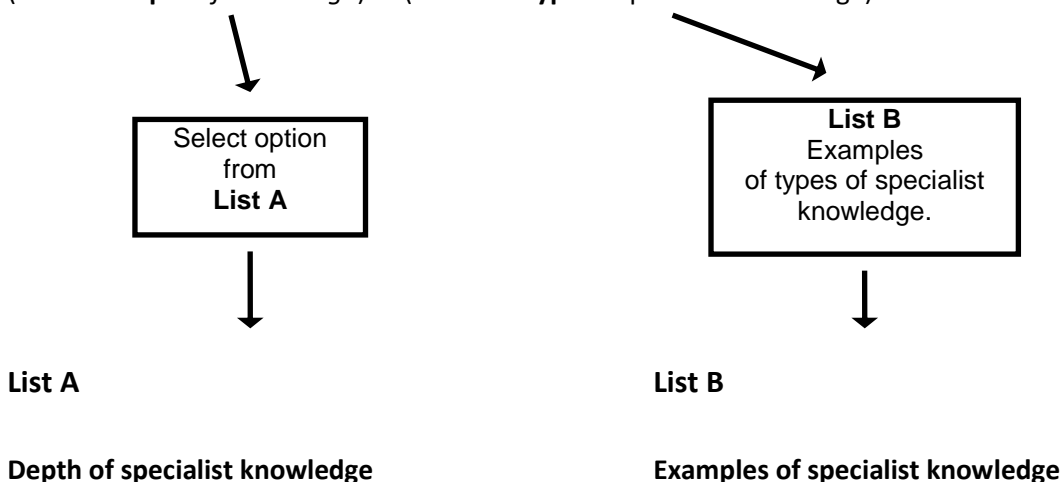 Select option
from
List A
List B
Examples
of types of specialist
knowledge.
List A
List B
Depth of specialist knowledge
Examples of specialist knowledge